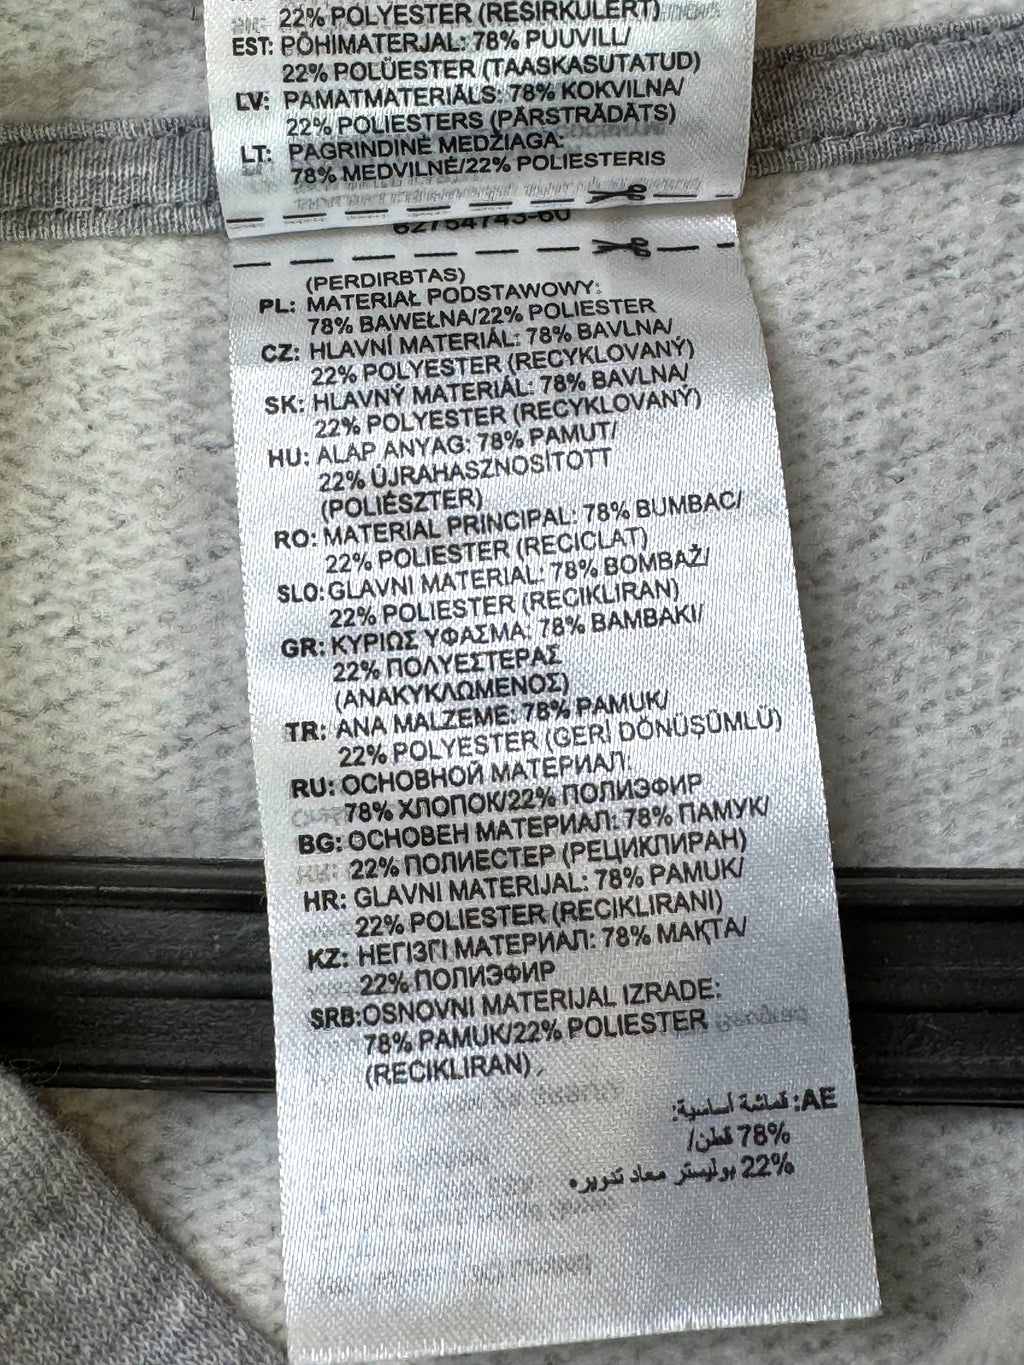 22% POLYESTER (RESIRKULERT)
EST: PÕHIMATERJAL: 78% PUUVILL/
22% POLÜESTER (TAASKASUTATUD)
LV: PAMATMATERIĀLS: 78% KOKVILNA/
22% POLIESTERS (PĀRSTRĀDĀTS)
LT: PAGRINDINĖ MEDŽIAGA:
78% MEDVILNĖ/22% POLIESTERIS
62754743-60
(PERDIRBTAS)
PL: MATERIAŁ PODSTAWOWY:
78% BAWEŁNA/22% POLIESTER
CZ: HLAVNÍ MATERIÁL: 78% BAVLNA/
22% POLYESTER (RECYKLOVANÝ)
SK: HLAVNÝ MATERIÁL: 78% BAVLNA/
22% POLYESTER (RECYKLOVANÝ)
HU: ALAP ANYAG: 78% PAMUT/
22% ÚJRAHASZNOSÍTOTT
(POLIÉSZTER)
RO: MATERIAL PRINCIPAL: 78% BUMBAC/
22% POLIESTER (RECICLAT)
SLO: GLAVNI MATERIAL: 78% BOMBAŽ/
22% POLIESTER (RECIKLIRAN)
GR: ΚΥΡΙΩΣ ΥΦΑΣΜΑ: 78% ΒΑΜΒΑΚΙ/
22% ΠΟΛΥΕΣΤΕΡΑΣ
(ΑΝΑΚΥΚΛΩΜΕΝΟΣ)
TR: ANA MALZEME: 78% PAMUK/
22% POLYESTER (GERİ DÖNÜŞÜMLÜ)
RU: ОСНОВНОЙ МАТЕРИАЛ:
78% ХЛОПОК/22% ПОЛИЭФИР
BG: ОСНОВЕН МАТЕРИАЛ: 78% ПАМУК/
22% ПОЛИЕСТЕР (РЕЦИКЛИРАН)
HR: GLAVNI MATERIJAL: 78% PAMUK/
22% POLIESTER (RECIKLIRANI)
KZ: НЕГІЗГІ МАТЕРИАЛ: 78% МАҚТА/
22% ПОЛИЭФИР
SRB: OSNOVNI MATERIJAL IZRADE:
78% PAMUK/22% POLIESTER
(RECIKLIRAN)
AE: قماشة أساسية:
78% قطن/
22% بوليستر معاد تدويره